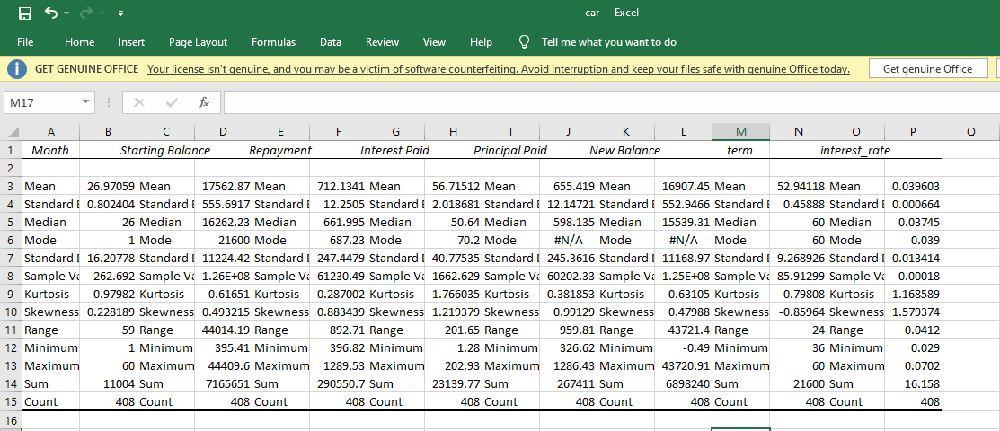 car - Excel
File Home Insert Page Layout Formulas Data Review View Help Tell me what you want to do
GET GENUINE OFFICE Your license isn't genuine, and you may be a victim of software counterfeiting. Avoid interruption and keep your files safe with genuine Office today. Get genuine Office
M17 fx
A B C D E F G H I J K L M N O P Q
1 Month Starting Balance Repayment Interest Paid Principal Paid New Balance term interest_rate
2
3 Mean 26.97059 Mean 17562.87 Mean 712.1341 Mean 56.71512 Mean 655.419 Mean 16907.45 Mean 52.94118 Mean 0.039603
4 Standard E 0.802404 Standard E 555.6917 Standard E 12.2505 Standard E 2.018681 Standard E 12.14721 Standard E 552.9466 Standard E 0.45888 Standard E 0.000664
5 Median 26 Median 16262.23 Median 661.995 Median 50.64 Median 598.135 Median 15539.31 Median 60 Median 0.03745
6 Mode 1 Mode 21600 Mode 687.23 Mode 70.2 Mode #N/A Mode #N/A Mode 60 Mode 0.039
7 Standard D 16.20778 Standard D 11224.42 Standard D 247.4479 Standard D 40.77535 Standard D 245.3616 Standard D 11168.97 Standard D 9.268926 Standard D 0.013414
8 Sample Va 262.692 Sample Va 1.26E+08 Sample Va 61230.49 Sample Va 1662.629 Sample Va 60202.33 Sample Va 1.25E+08 Sample Va 85.91299 Sample Va 0.00018
9 Kurtosis -0.97982 Kurtosis -0.61651 Kurtosis 0.287002 Kurtosis 1.766035 Kurtosis 0.381853 Kurtosis -0.63105 Kurtosis -0.79808 Kurtosis 1.168589
10 Skewness 0.228189 Skewness 0.493215 Skewness 0.883439 Skewness 1.219379 Skewness 0.99129 Skewness 0.47988 Skewness -0.85964 Skewness 1.579374
11 Range 59 Range 44014.19 Range 892.71 Range 201.65 Range 959.81 Range 43721.4 Range 24 Range 0.0412
12 Minimum 1 Minimum 395.41 Minimum 396.82 Minimum 1.28 Minimum 326.62 Minimum -0.49 Minimum 36 Minimum 0.029
13 Maximum 60 Maximum 44409.6 Maximum 1289.53 Maximum 202.93 Maximum 1286.43 Maximum 43720.91 Maximum 60 Maximum 0.0702
14 Sum 11004 Sum 7165651 Sum 290550.7 Sum 23139.77 Sum 267411 Sum 6898240 Sum 21600 Sum 16.158
15 Count 408 Count 408 Count 408 Count 408 Count 408 Count 408 Count 408 Count 408
16